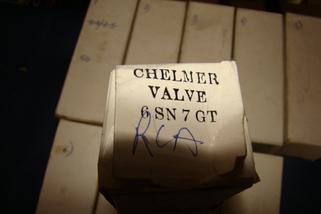 CHELMER
VALVE
6 SN 7 GT
RCA